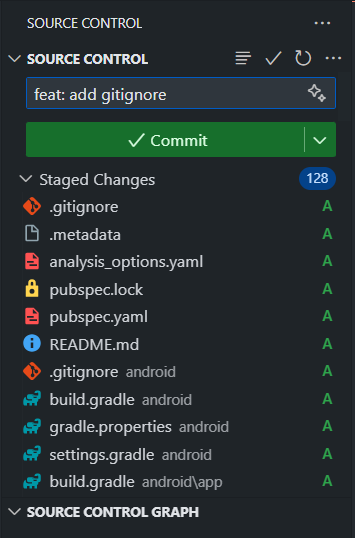 SOURCE CONTROL
SOURCE CONTROL
feat: add gitignore
Commit
Staged Changes 128
.gitignore A
.metadata A
analysis_options.yaml A
pubspec.lock A
pubspec.yaml A
README.md A
.gitignore android A
build.gradle android A
gradle.properties android A
settings.gradle android A
build.gradle android\app A
SOURCE CONTROL GRAPH